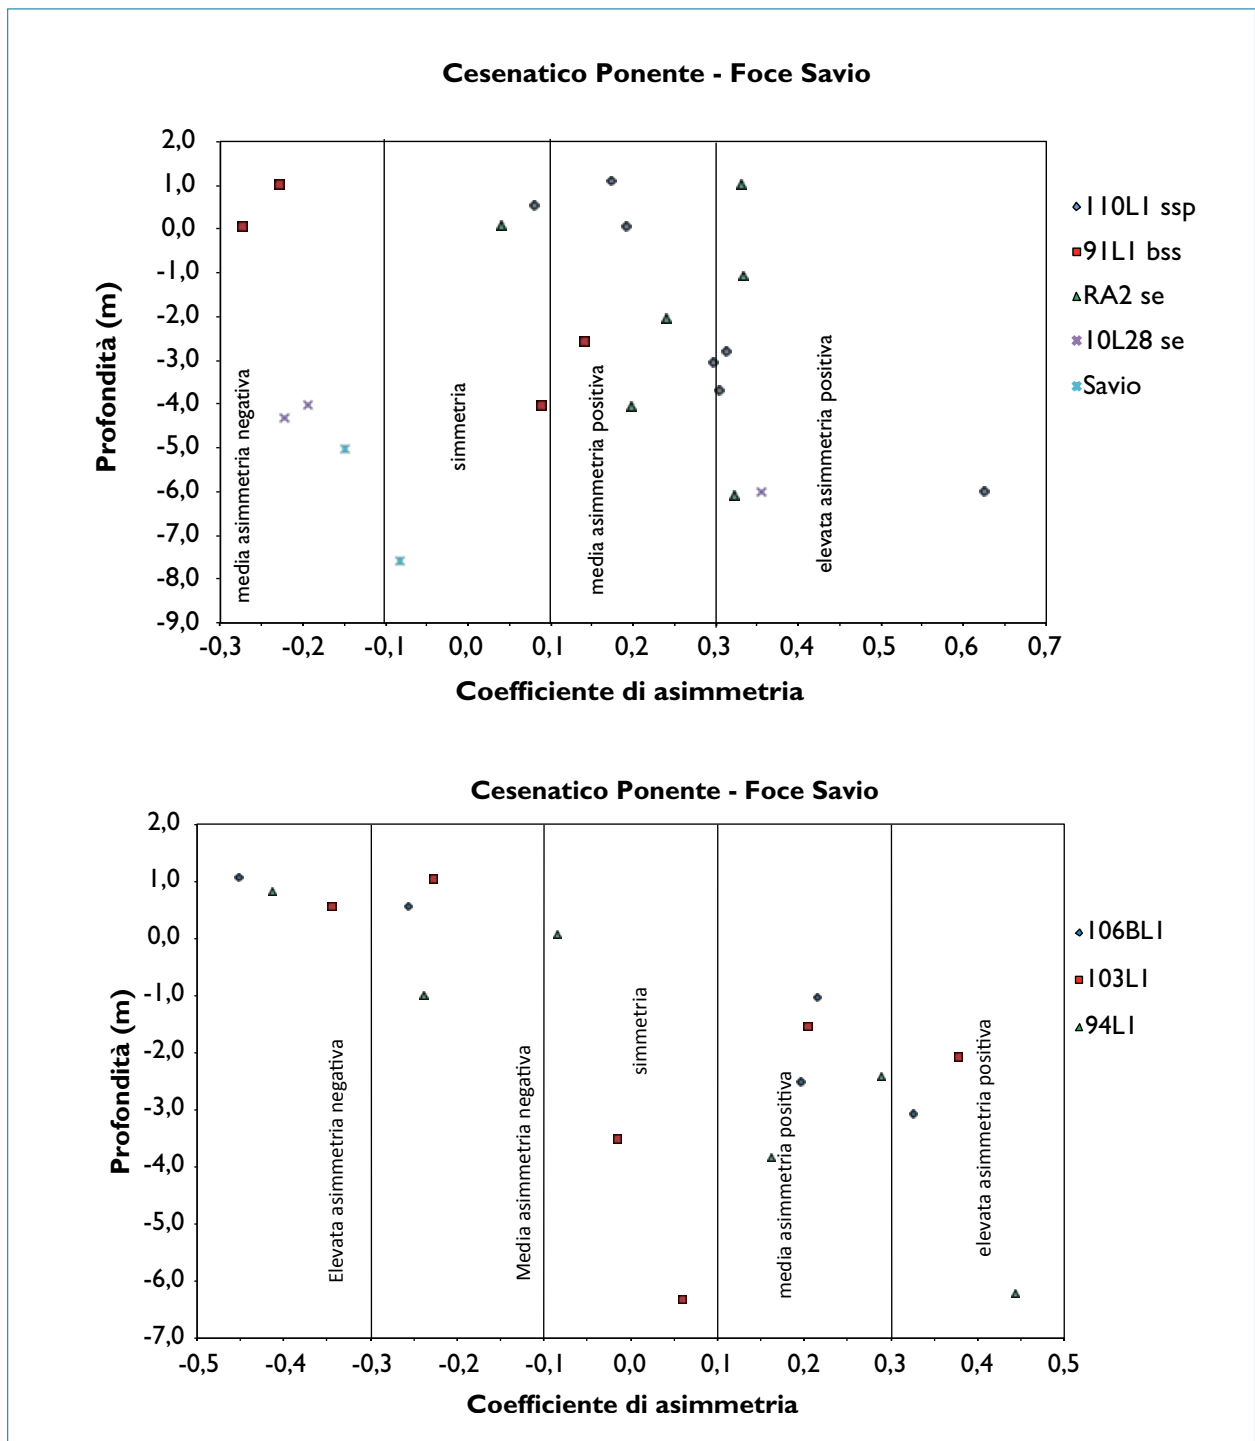 Cesenatico Ponente - Foce Savio
2,0
1,0
0,0
-1,0
-2,0
-3,0
-4,0
-5,0
-6,0
-7,0
-8,0
-9,0
Profondità (m)
media asimmetria negativa
simmetria
media asimmetria positiva
elevata asimmetria positiva
110L1 ssp
91L1 bss
RA2 se
10L28 se
Savio
-0,3 -0,2 -0,1 0,0 0,1 0,2 0,3 0,4 0,5 0,6 0,7
Coefficiente di asimmetria
Cesenatico Ponente - Foce Savio
2,0
1,0
0,0
-1,0
-2,0
-3,0
-4,0
-5,0
-6,0
-7,0
Profondità (m)
Elevata asimmetria negativa
Media asimmetria negativa
simmetria
media asimmetria positiva
elevata asimmetria positiva
106BL1
103L1
94L1
-0,5 -0,4 -0,3 -0,2 -0,1 0,0 0,1 0,2 0,3 0,4 0,5
Coefficiente di asimmetria